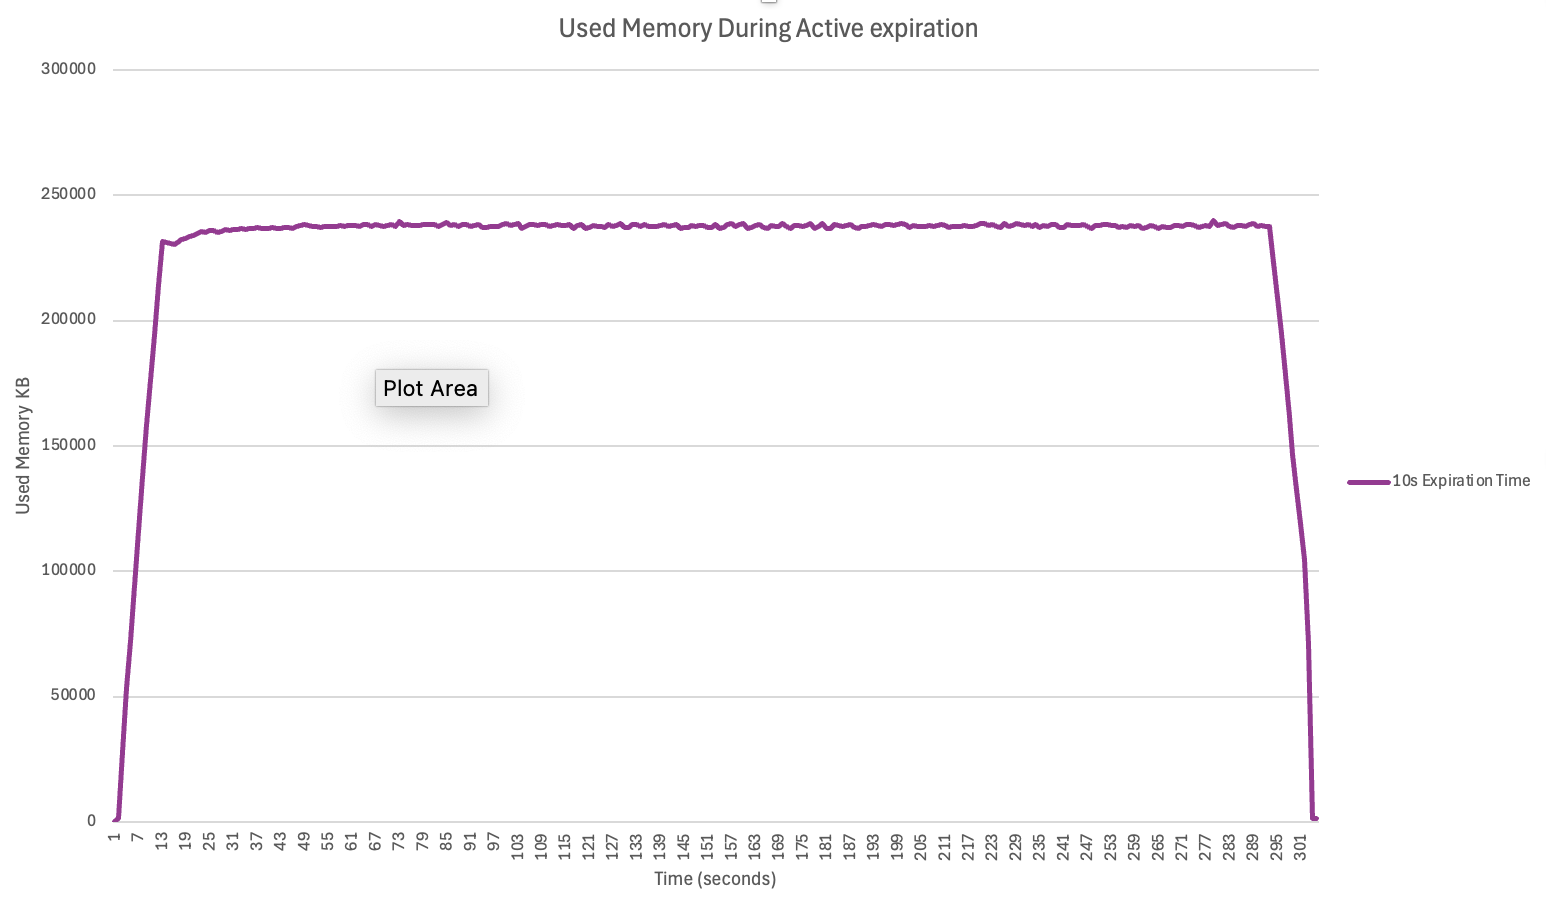 Used Memory During Active expiration
300000
250000
200000
150000
100000
50000
0
Used Memory KB
Plot Area
10s Expiration Time
1 7 13 19 25 31 37 43 49 55 61 67 73 79 85 91 97 103 109 115 121 127 133 139 145 151 157 163 169 175 181 187 193 199 205 211 217 223 229 235 241 247 253 259 265 271 277 283 289 295 301
Time (seconds)